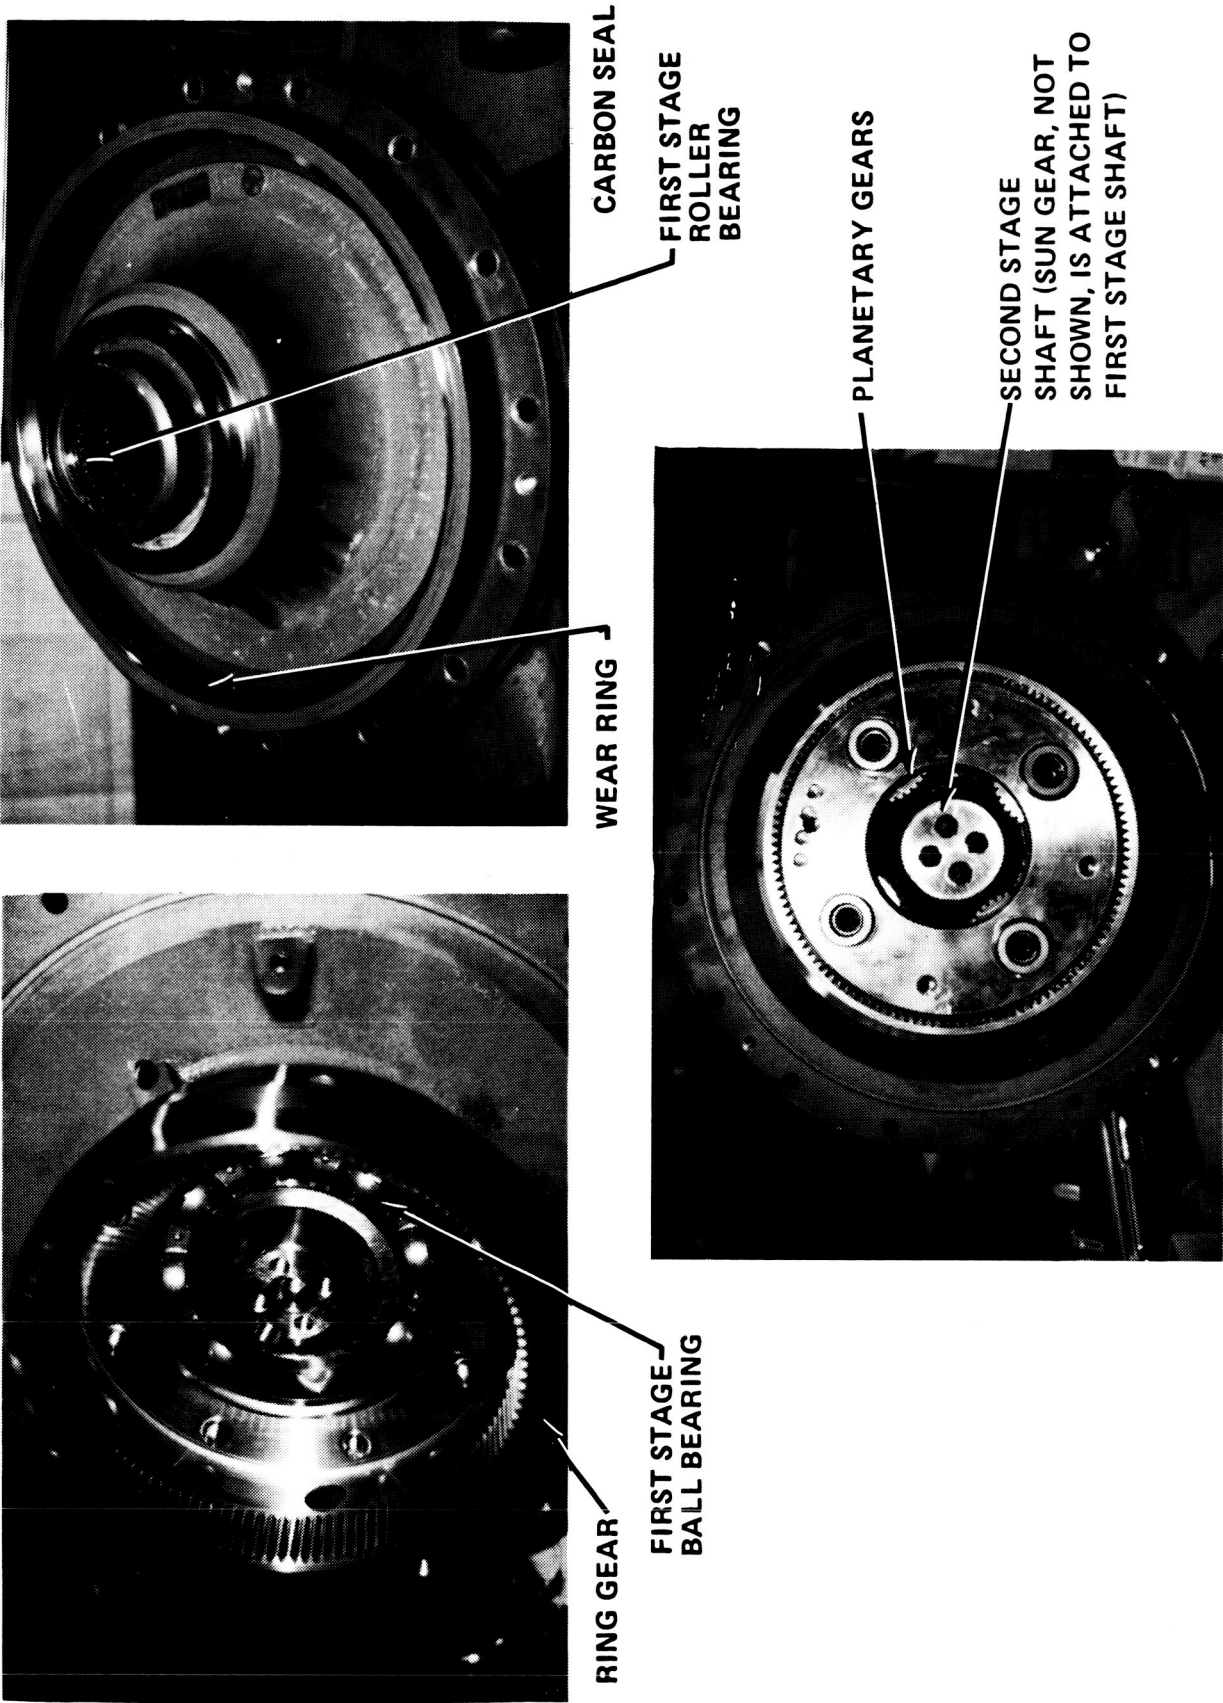 RING GEAR
FIRST STAGE
BALL BEARING
WEAR RING
CARBON SEAL
FIRST STAGE
ROLLER
BEARING
PLANETARY GEARS
SECOND STAGE
SHAFT (SUN GEAR, NOT
SHOWN, IS ATTACHED TO
FIRST STAGE SHAFT)